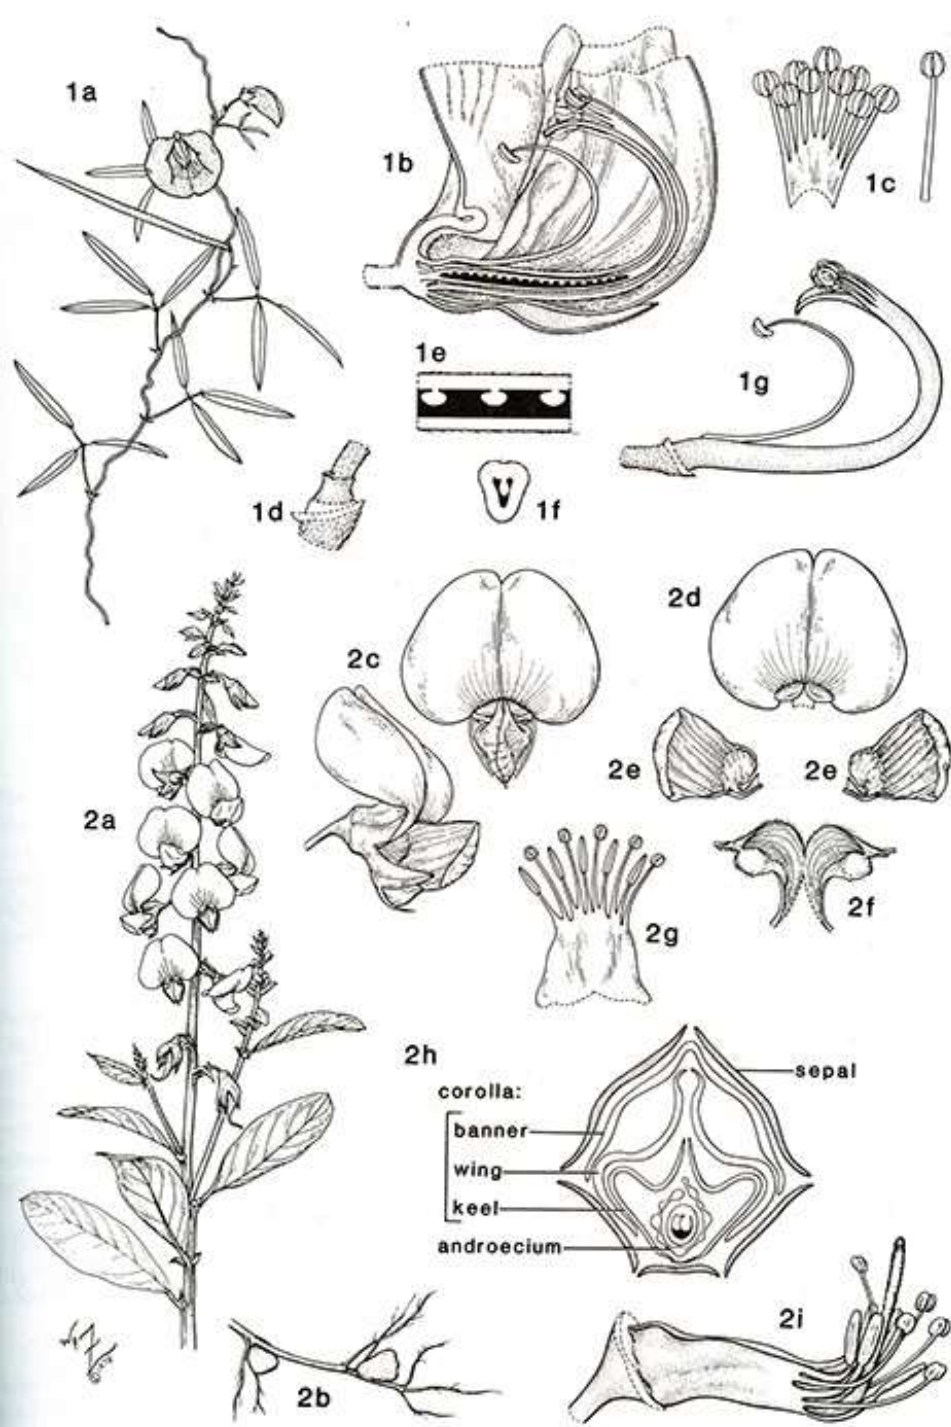 1a
1b
1c
1e
1g
1d
1f
2d
2c
2e
2e
2a
2f
2g
2h
sepal
corolla:
banner
wing
keel
androecium
2i
2b